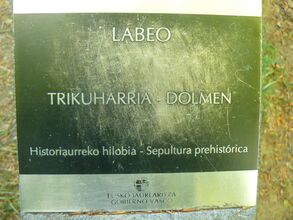 LABEO
TRIKUHARRIA - DOLMEN
Historiaurreko hilobia - Sepultura prehistórica
EUSKO JAURLARITZA
GOBIERNO VASCO